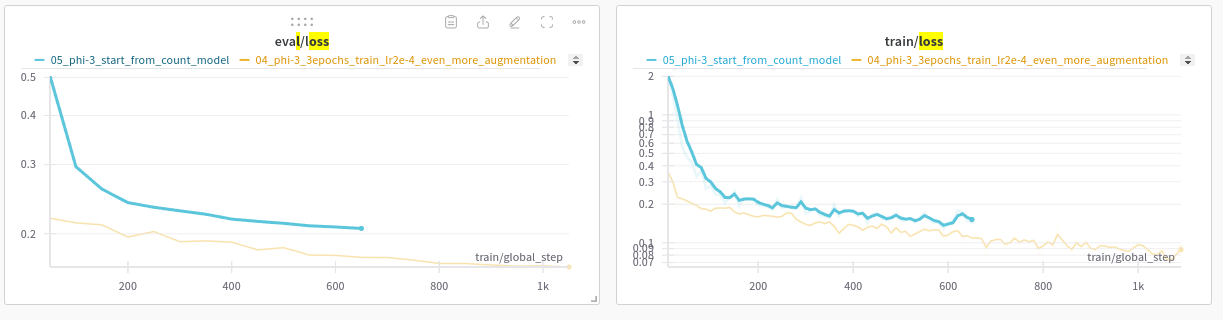 eval/loss
05_phi-3_start_from_count_model 04_phi-3_3epochs_train_lr2e-4_even_more_augmentation
0.5
0.4
0.3
0.2
train/global_step
200 400 600 800 1k
train/loss
05_phi-3_start_from_count_model 04_phi-3_3epochs_train_lr2e-4_even_more_augmentation
2
1
0.9
0.8
0.7
0.6
0.5
0.4
0.3
0.2
0.1
0.09
0.08
0.07
train/global_step
200 400 600 800 1k